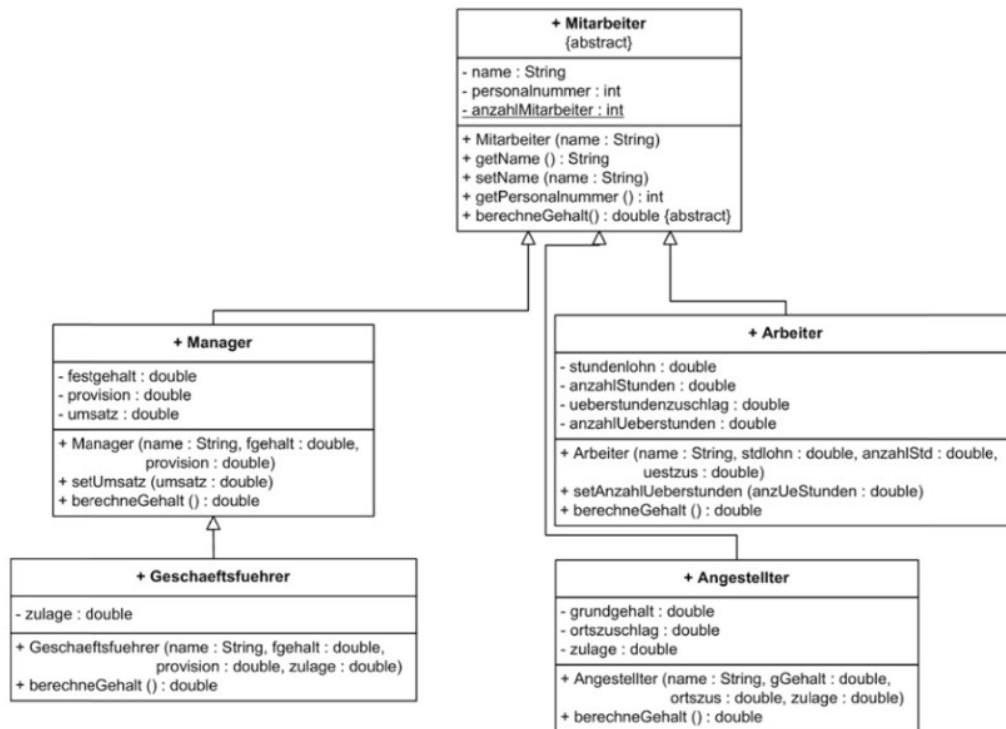 + Mitarbeiter
{abstract}
- name : String
- personalnummer : int
- anzahlMitarbeiter : int
+ Mitarbeiter (name : String)
+ getName () : String
+ setName (name : String)
+ getPersonalnummer () : int
+ berechneGehalt() : double {abstract}
+ Manager
- festgehalt : double
- provision : double
- umsatz : double
+ Manager (name : String, fgehalt : double,
provision : double)
+ setUmsatz (umsatz : double)
+ berechneGehalt () : double
+ Arbeiter
- stundenlohn : double
- anzahlStunden : double
- ueberstundenzuschlag : double
- anzahlUeberstunden : double
+ Arbeiter (name : String, stdlohn : double, anzahlStd : double,
uestzus : double)
+ setAnzahlUeberstunden (anzUeStunden : double)
+ berechneGehalt () : double
+ Geschaeftsfuehrer
- zulage : double
+ Geschaeftsfuehrer (name : String, fgehalt : double,
provision : double, zulage : double)
+ berechneGehalt () : double
+ Angestellter
- grundgehalt : double
- ortszuschlag : double
- zulage : double
+ Angestellter (name : String, gGehalt : double,
ortszus : double, zulage : double)
+ berechneGehalt () : double